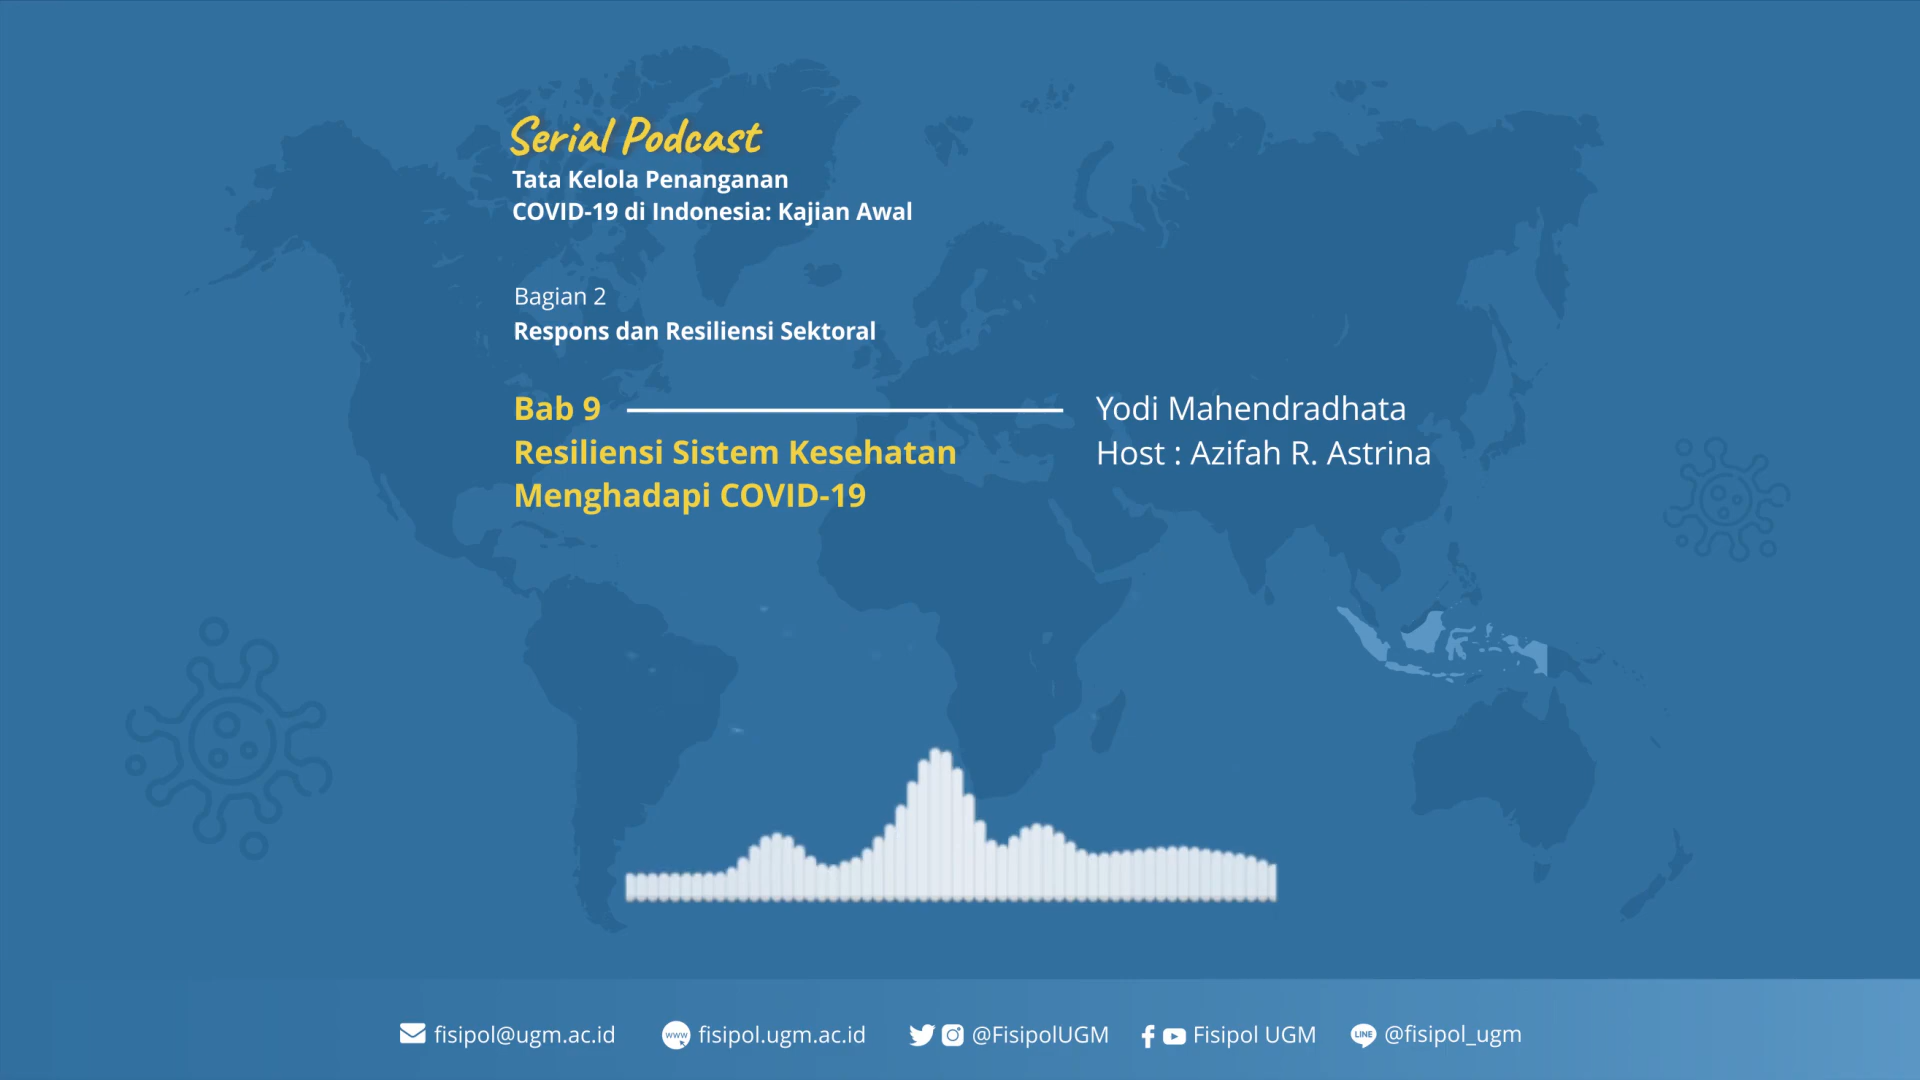 Serial Podcast
Tata Kelola Penanganan
COVID-19 di Indonesia: Kajian Awal
Bagian 2
Respons dan Resiliensi Sektoral
Bab 9
Resiliensi Sistem Kesehatan
Menghadapi COVID-19
Yodi Mahendradhata
Host : Azifah R. Astrina
fisipol@ugm.ac.id
www
fisipol.ugm.ac.id
@FisipolUGM
Fisipol UGM
LINE
@fisipol_ugm